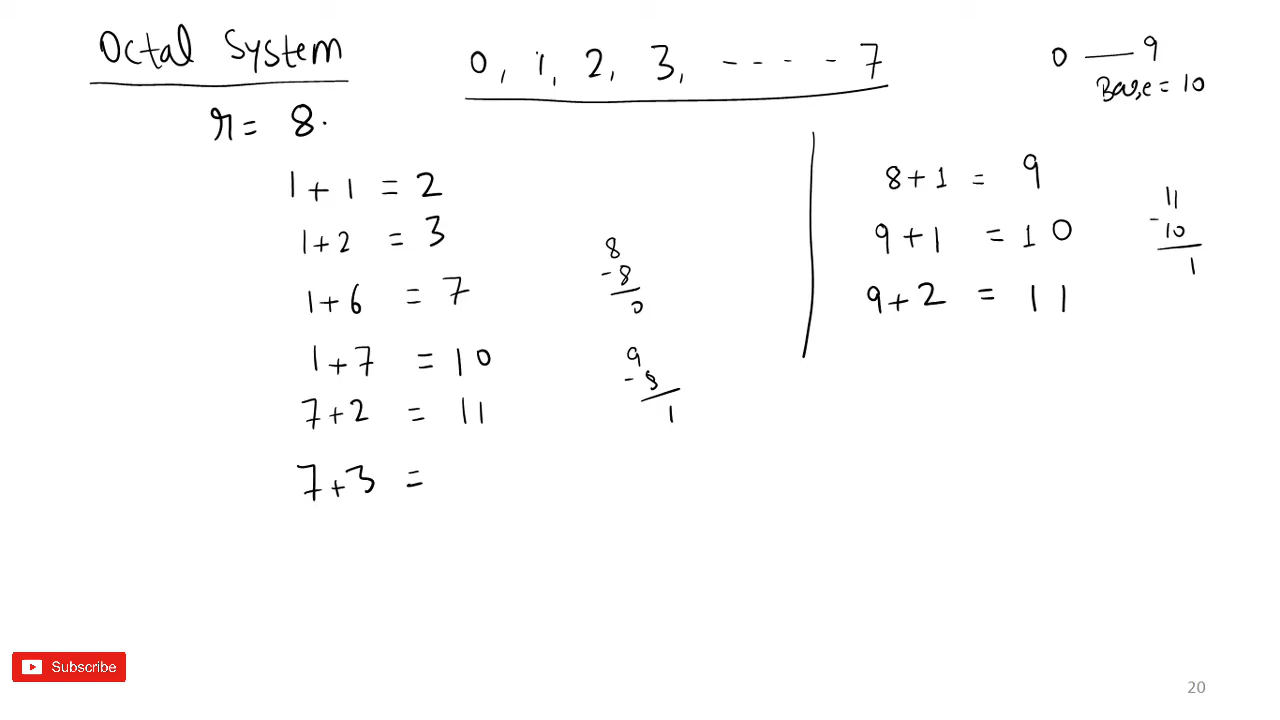 Octal System
0, 1, 2, 3, ----- 7
0 — 9
Base = 10
r = 8.
1 + 1 = 2
1 + 2 = 3
1 + 6 = 7
1 + 7 = 10
7 + 2 = 11
7 + 3 =
8
- 8
0
9
- 8
1
8 + 1 = 9
9 + 1 = 10
9 + 2 = 11
11
- 10
1
Subscribe
20